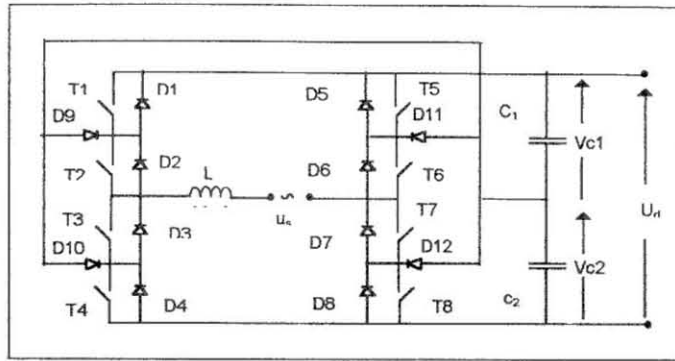 T1 D1 D5 T5
D9 D11 C1
T2 D2 L D6 T6 Vc1
T3 D3 us D7 T7 Ud
D10 D12 Vc2
T4 D4 D8 T8 c2